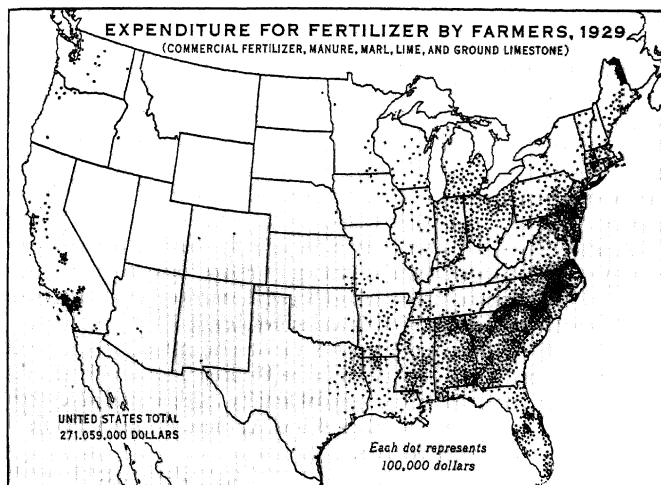 EXPENDITURE FOR FERTILIZER BY FARMERS, 1929
(COMMERCIAL FERTILIZER, MANURE, MARL, LIME, AND GROUND LIMESTONE)
UNITED STATES TOTAL
271.059.000 DOLLARS
Each dot represents
100,000 dollars